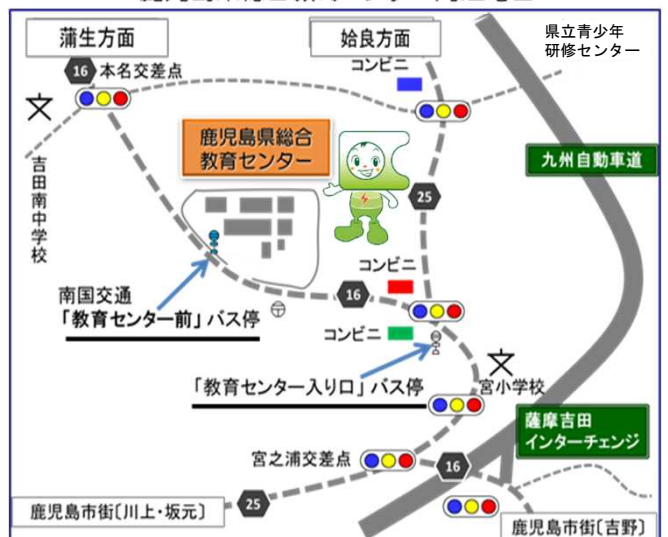 蒲生方面
姶良方面
県立青少年
研修センター
コンビニ
16
本名交差点
鹿児島県総合
教育センター
九州自動車道
吉田南中学校
25
コンビニ
16
南国交通
「教育センター前」バス停
コンビニ
「教育センター入り口」バス停
宮小学校
薩摩吉田
インターチェンジ
宮之浦交差点
16
25
鹿児島市街〔川上・坂元〕
鹿児島市街〔吉野〕